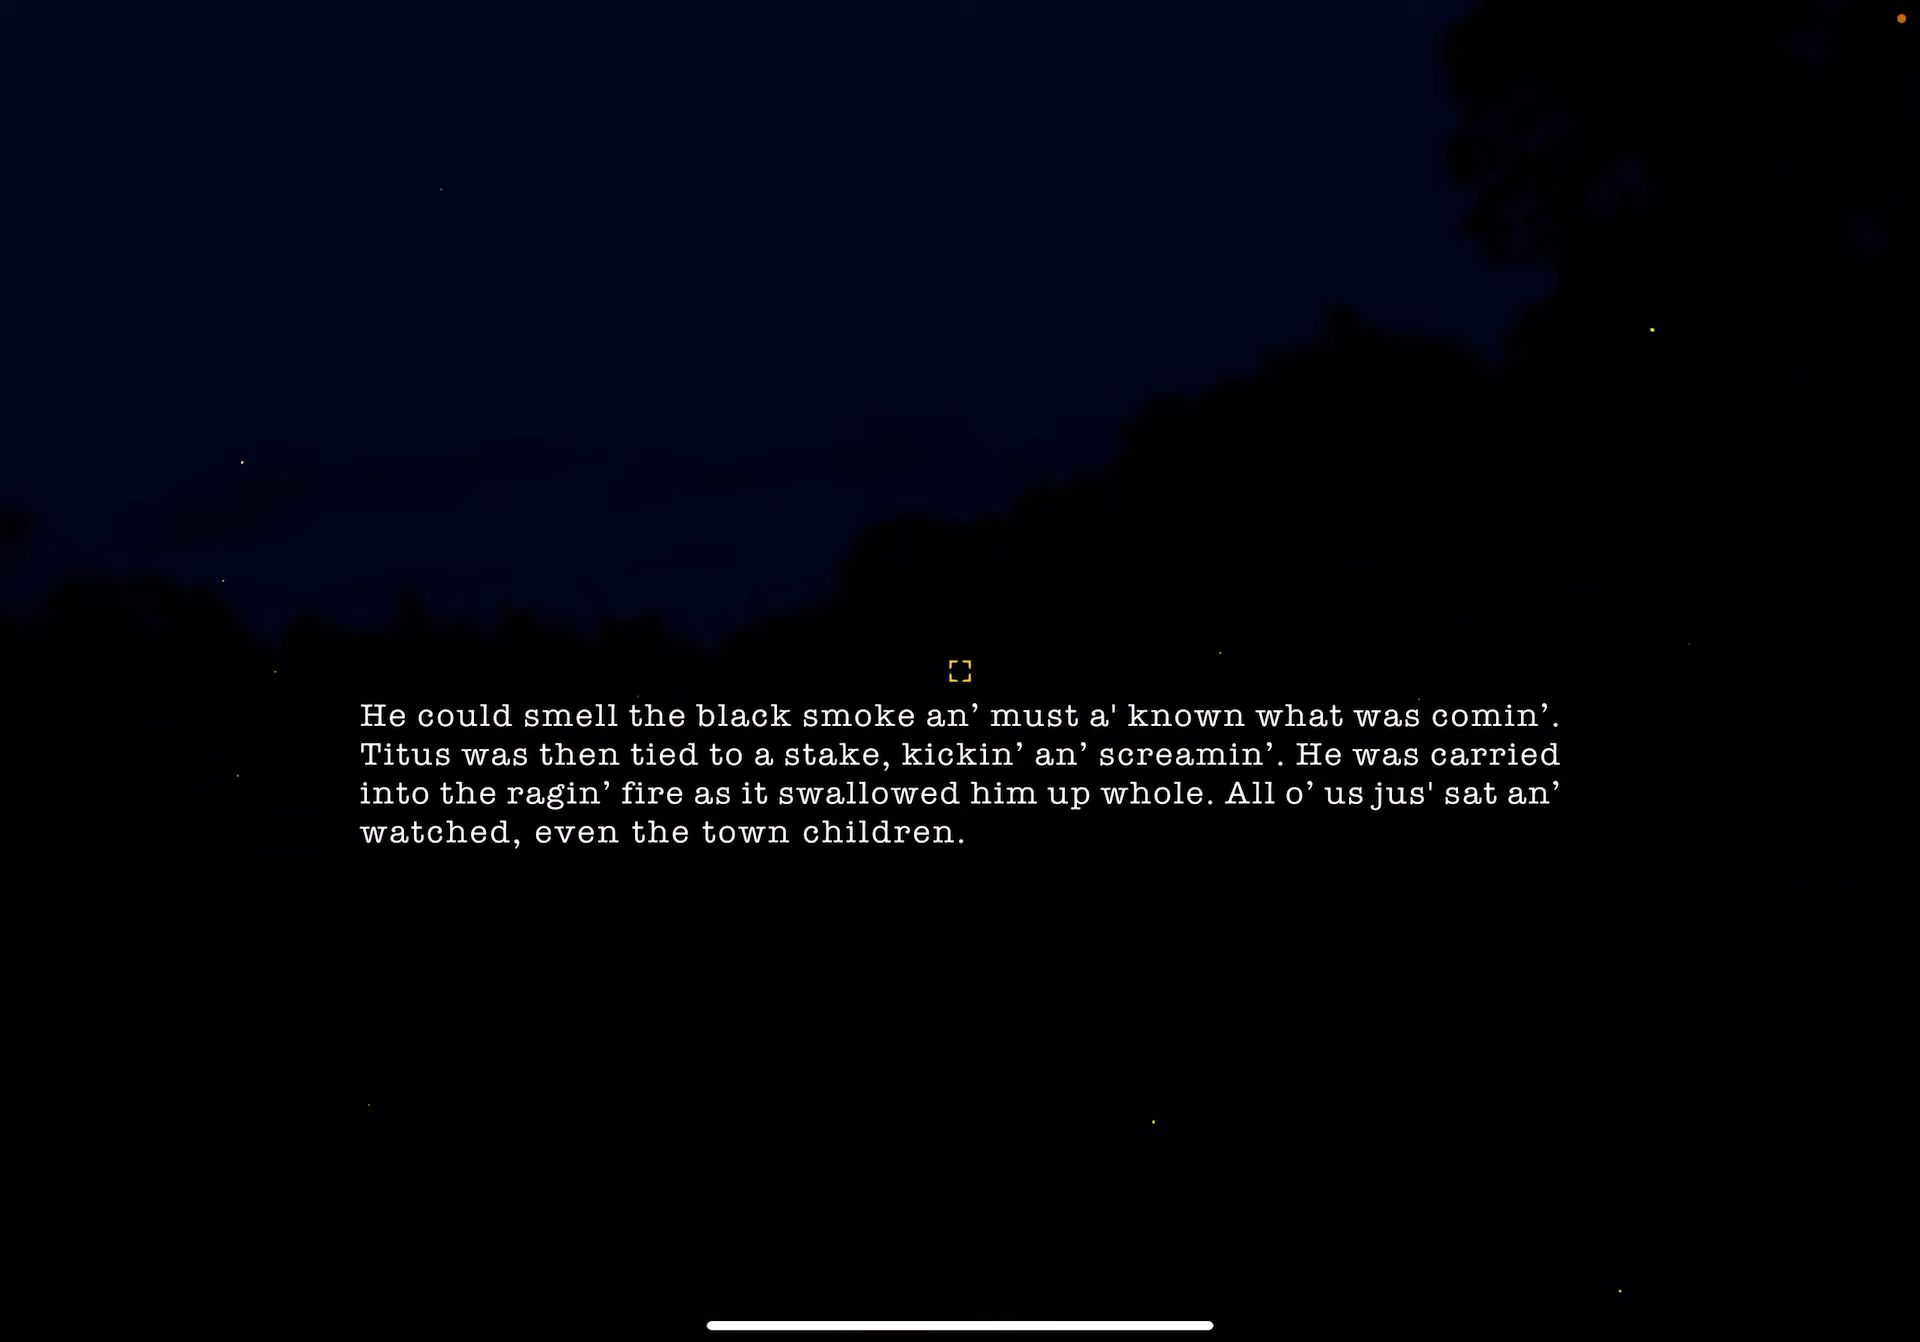 He could smell the black smoke an’ must a' known what was comin’.
Titus was then tied to a stake, kickin’ an’ screamin’. He was carried
into the ragin’ fire as it swallowed him up whole. All o’ us jus' sat an’
watched, even the town children.